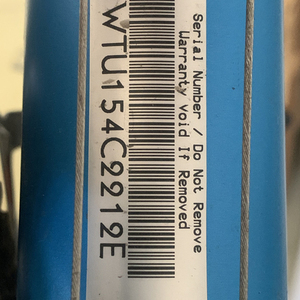 Serial Number / Do Not Remove
Warranty Void If Removed
WTU154C2212E